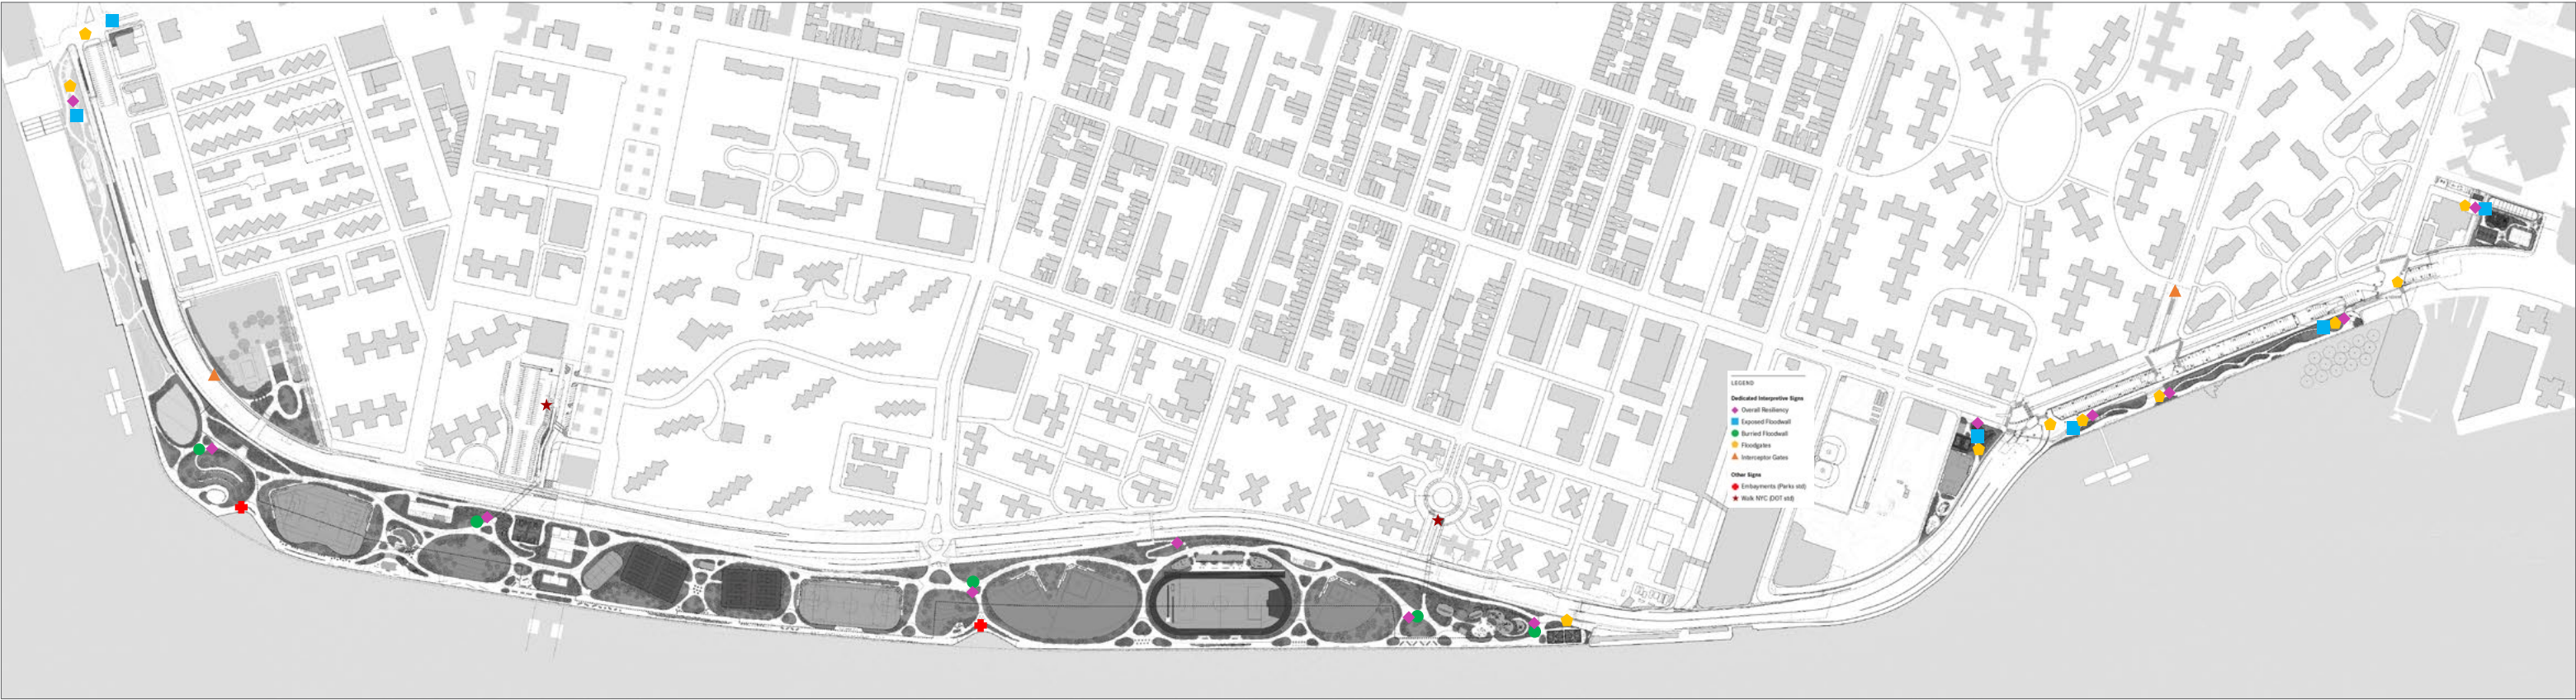 LEGEND
Dedicated Interpretive Signs
Overall Resiliency
Exposed Floodwall
Burried Floodwall
Floodgates
Interceptor Gates
Other Signs
Embayments (Parks std)
Walk NYC (DOT std)